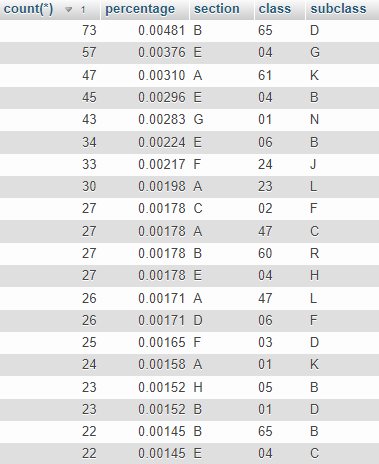 count(*) 1 percentage section class subclass
73 0.00481 B 65 D
57 0.00376 E 04 G
47 0.00310 A 61 K
45 0.00296 E 04 B
43 0.00283 G 01 N
34 0.00224 E 06 B
33 0.00217 F 24 J
30 0.00198 A 23 L
27 0.00178 C 02 F
27 0.00178 A 47 C
27 0.00178 B 60 R
27 0.00178 E 04 H
26 0.00171 A 47 L
26 0.00171 D 06 F
25 0.00165 F 03 D
24 0.00158 A 01 K
23 0.00152 H 05 B
23 0.00152 B 01 D
22 0.00145 B 65 B
22 0.00145 E 04 C